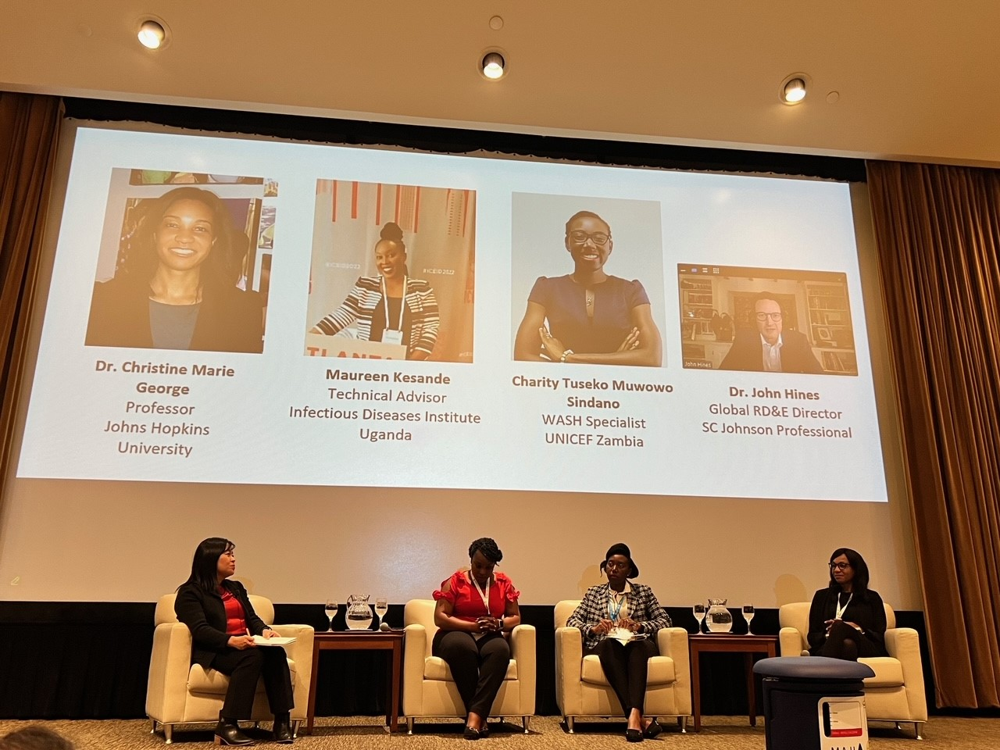 Dr. Christine Marie
George
Professor
Johns Hopkins
University
Maureen Kesande
Technical Advisor
Infectious Diseases Institute
Uganda
Charity Tuseko Muwowo
Sindano
WASH Specialist
UNICEF Zambia
John Hines
Dr. John Hines
Global RD&E Director
SC Johnson Professional